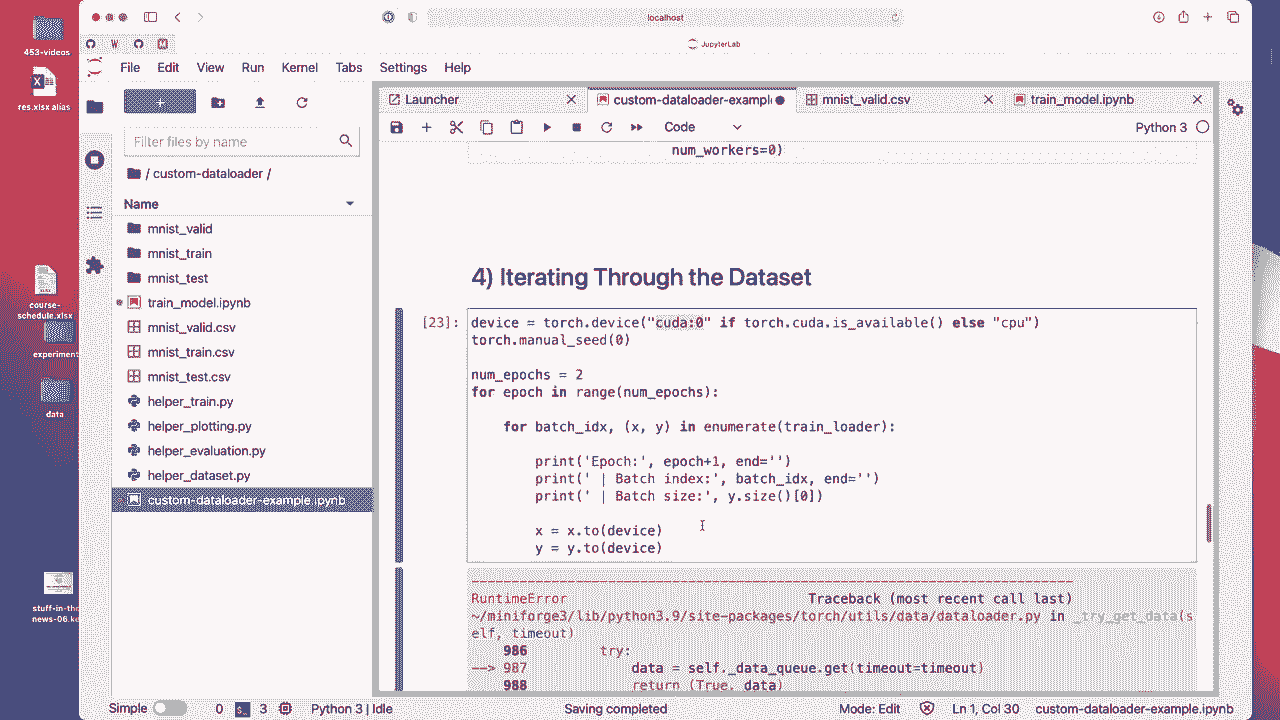 localhost
453-videos
W
M
JupyterLab
File Edit View Run Kernel Tabs Settings Help
res.xlsx alias
X
Launcher
custom-dataloader-example
mnist_valid.csv
train_model.ipynb
Code
Python 3
Filter files by name
/ custom-dataloader /
Name
mnist_valid
mnist_train
mnist_test
train_model.ipynb
mnist_valid.csv
mnist_train.csv
mnist_test.csv
helper_train.py
helper_plotting.py
helper_evaluation.py
helper_dataset.py
custom-dataloader-example.ipynb
course-
schedule.xlsx
experiment
data
stuff-in-the-
news-06.ke
num_workers=0)
4) Iterating Through the Dataset
[23]:
device = torch.device("cuda:0" if torch.cuda.is_available() else "cpu")
torch.manual_seed(0)
num_epochs = 2
for epoch in range(num_epochs):
for batch_idx, (x, y) in enumerate(train_loader):
print('Epoch:', epoch+1, end='')
print(' | Batch index:', batch_idx, end='')
print(' | Batch size:', y.size()[0])
x = x.to(device)
y = y.to(device)
RuntimeError Traceback (most recent call last)
~/miniforge3/lib/python3.9/site-packages/torch/utils/data/dataloader.py in _try_get_data(s
elf, timeout)
986 try:
--> 987 data = self._data_queue.get(timeout=timeout)
988 return (True, data)
Simple 0 $_ 3 Python 3 | Idle Saving completed Mode: Edit Ln 1, Col 30 custom-dataloader-example.ipynb